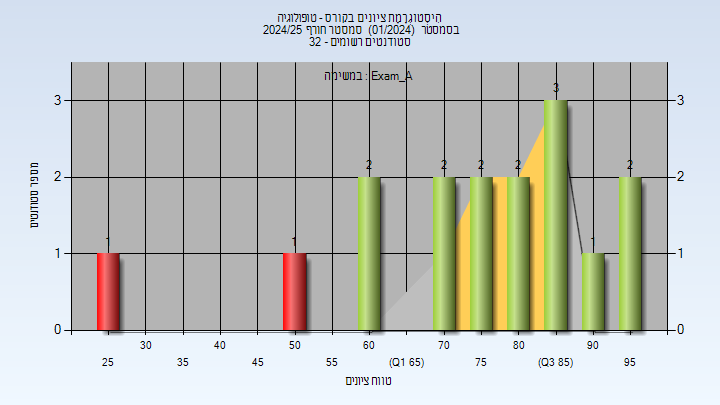 היסטוגרמת ציונים בקורס - טופולוגיה
בסמסטר (01/2024) סמסטר חורף 2024/25
סטודנטים רשומים - 32
במשימה : Exam_A
מספר סטודנטים
3 3
2 2
1 1
0 0
1 1 2 2 2 2 3 1 2
30 40 50 60 70 80 90
25 35 45 55 (Q1 65) 75 (Q3 85) 95
טווח ציונים